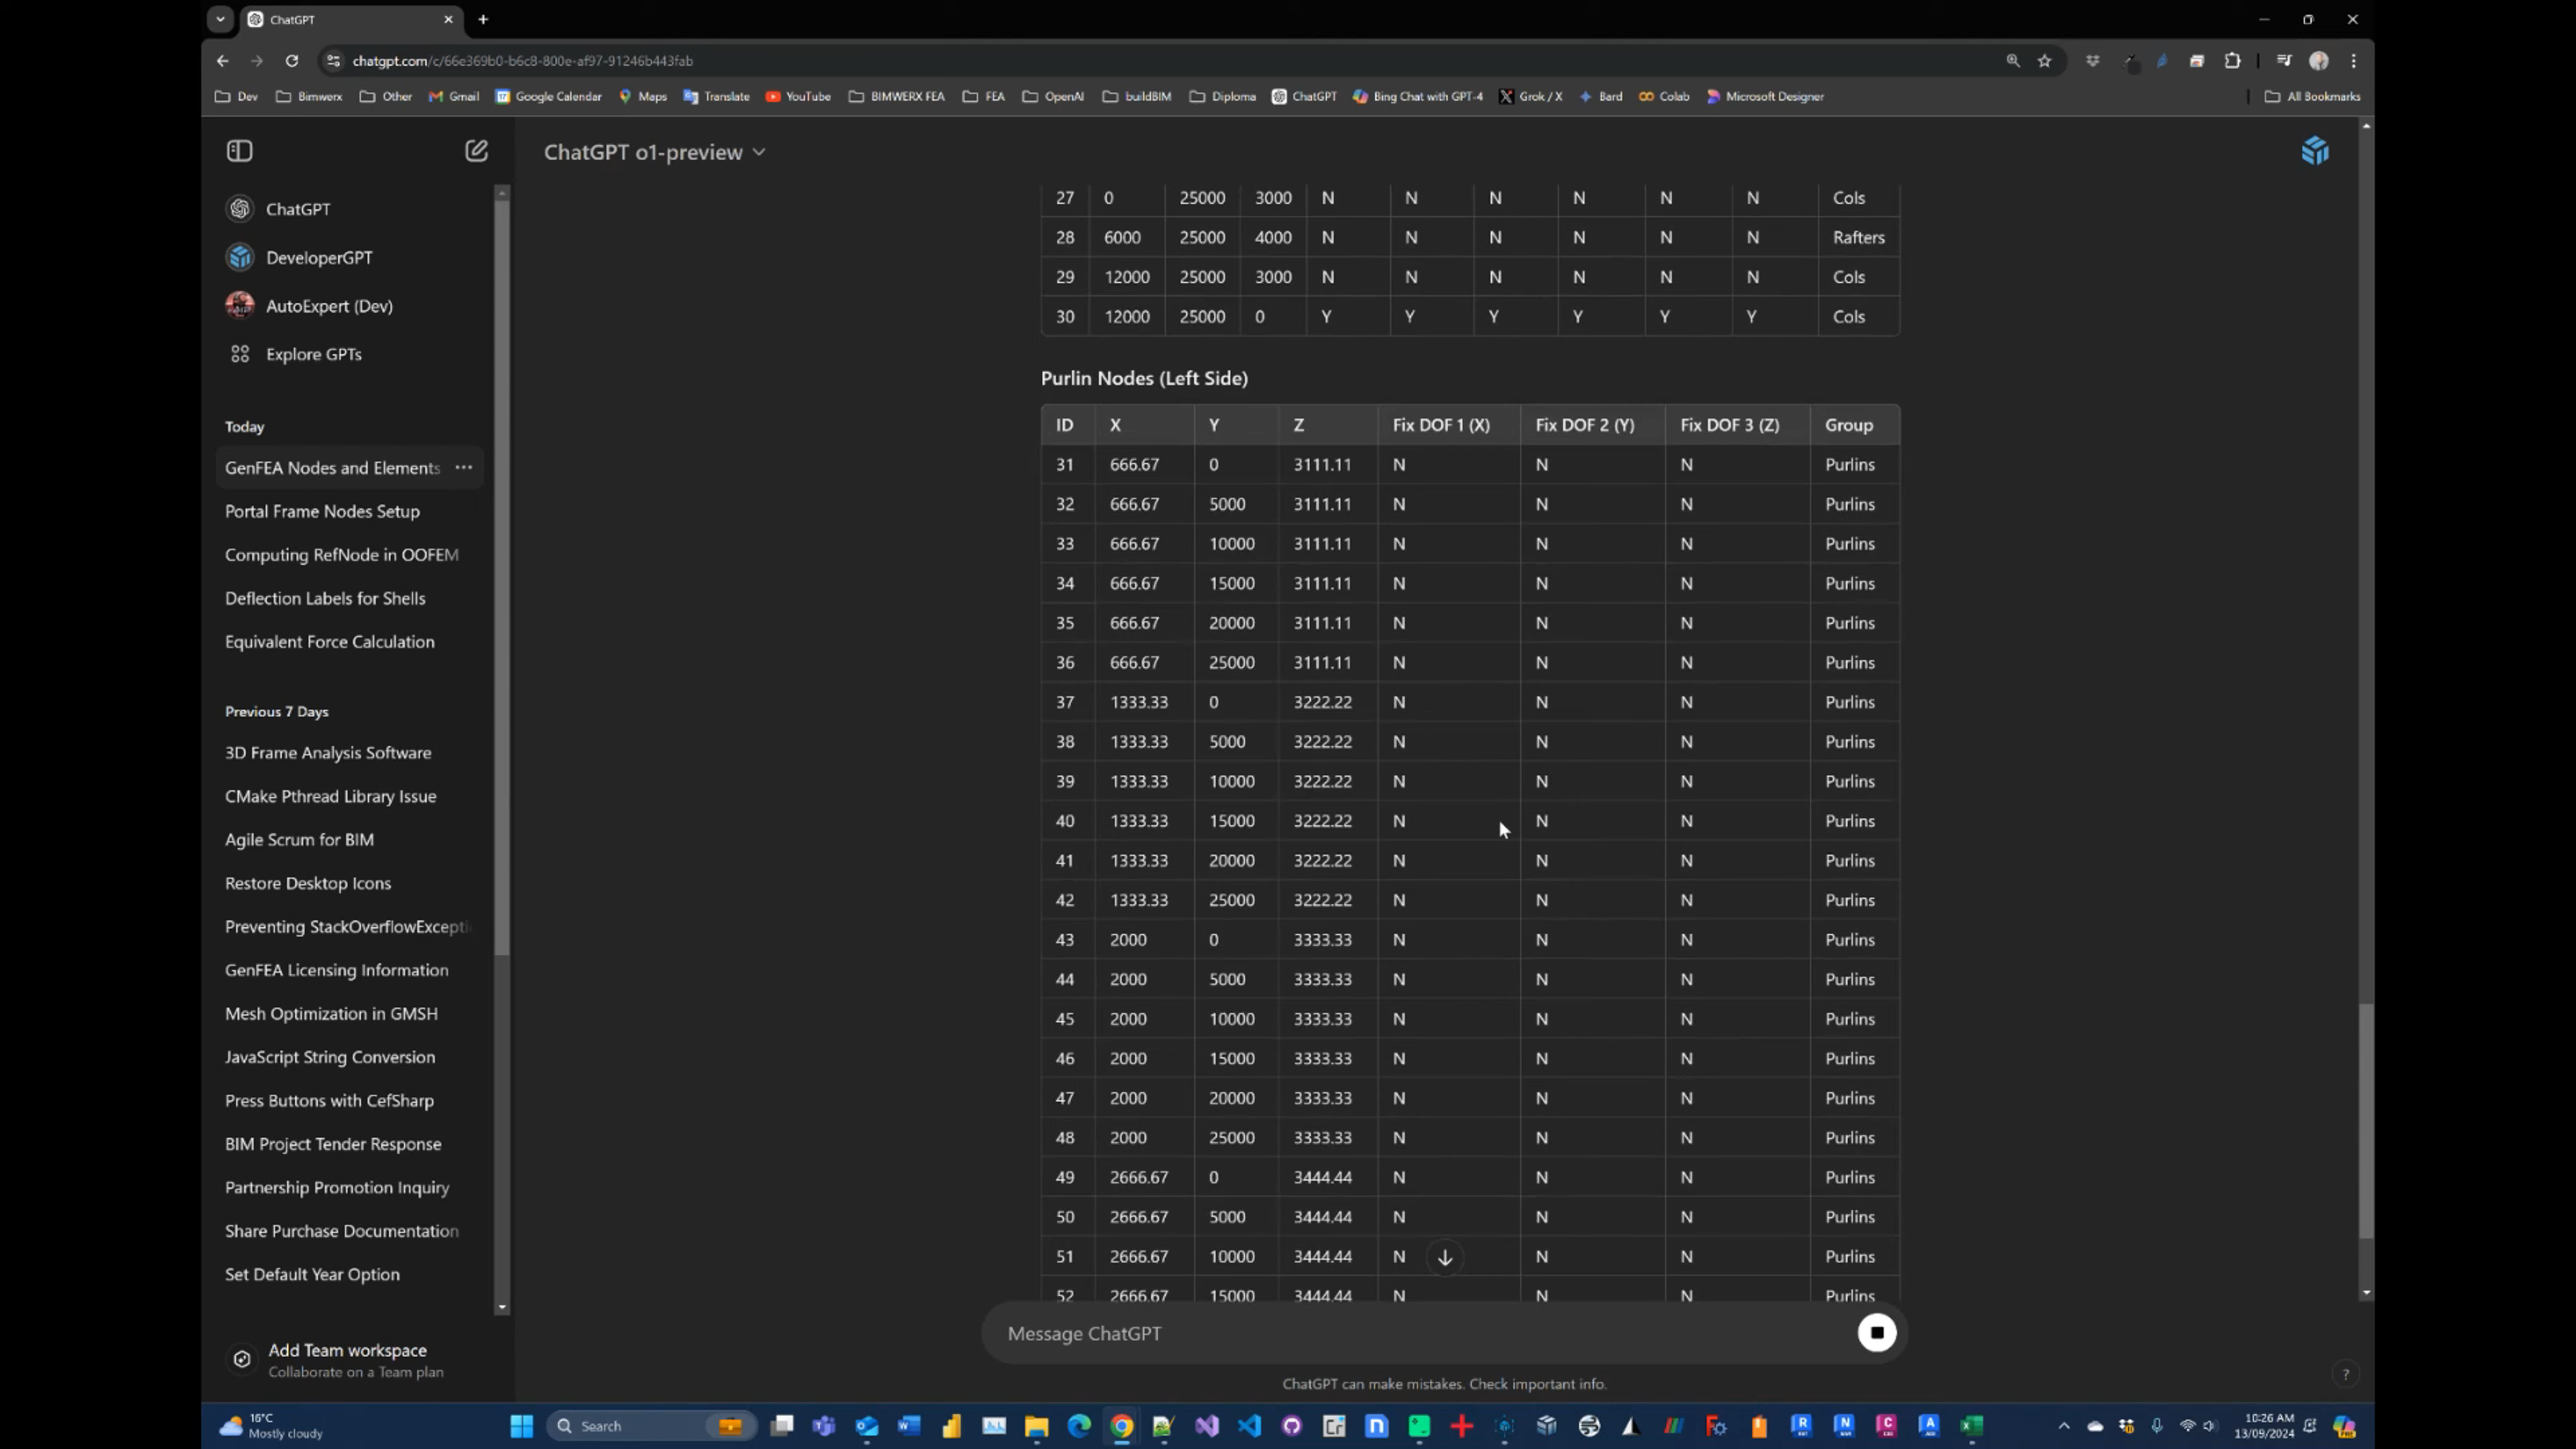 ChatGPT
chatgpt.com/c/66e369b0-b6c8-800e-af97-91246b443fab
Dev Bimwerx Other Gmail Google Calendar Maps Translate YouTube BIMWERX FEA FEA OpenAI buildBIM Diploma ChatGPT Bing Chat with GPT-4 Grok / X Bard Colab Microsoft Designer All Bookmarks
ChatGPT o1-preview
ChatGPT
DeveloperGPT
AutoExpert (Dev)
Explore GPTs
Today
GenFEA Nodes and Elements
Portal Frame Nodes Setup
Computing RefNode in OOFEM
Deflection Labels for Shells
Equivalent Force Calculation
Previous 7 Days
3D Frame Analysis Software
CMake Pthread Library Issue
Agile Scrum for BIM
Restore Desktop Icons
Preventing StackOverflowExcepti
GenFEA Licensing Information
Mesh Optimization in GMSH
JavaScript String Conversion
Press Buttons with CefSharp
BIM Project Tender Response
Partnership Promotion Inquiry
Share Purchase Documentation
Set Default Year Option
Add Team workspace
Collaborate on a Team plan
27 0 25000 3000 N N N N N N Cols
28 6000 25000 4000 N N N N N N Rafters
29 12000 25000 3000 N N N N N N Cols
30 12000 25000 0 Y Y Y Y Y Y Cols
Purlin Nodes (Left Side)
ID X Y Z Fix DOF 1 (X) Fix DOF 2 (Y) Fix DOF 3 (Z) Group
31 666.67 0 3111.11 N N N Purlins
32 666.67 5000 3111.11 N N N Purlins
33 666.67 10000 3111.11 N N N Purlins
34 666.67 15000 3111.11 N N N Purlins
35 666.67 20000 3111.11 N N N Purlins
36 666.67 25000 3111.11 N N N Purlins
37 1333.33 0 3222.22 N N N Purlins
38 1333.33 5000 3222.22 N N N Purlins
39 1333.33 10000 3222.22 N N N Purlins
40 1333.33 15000 3222.22 N N N Purlins
41 1333.33 20000 3222.22 N N N Purlins
42 1333.33 25000 3222.22 N N N Purlins
43 2000 0 3333.33 N N N Purlins
44 2000 5000 3333.33 N N N Purlins
45 2000 10000 3333.33 N N N Purlins
46 2000 15000 3333.33 N N N Purlins
47 2000 20000 3333.33 N N N Purlins
48 2000 25000 3333.33 N N N Purlins
49 2666.67 0 3444.44 N N N Purlins
50 2666.67 5000 3444.44 N N N Purlins
51 2666.67 10000 3444.44 N N N Purlins
52 2666.67 15000 3444.44 N N N Purlins
Message ChatGPT
ChatGPT can make mistakes. Check important info.
?
16°C
Mostly cloudy
Search
10:26 AM
13/09/2024